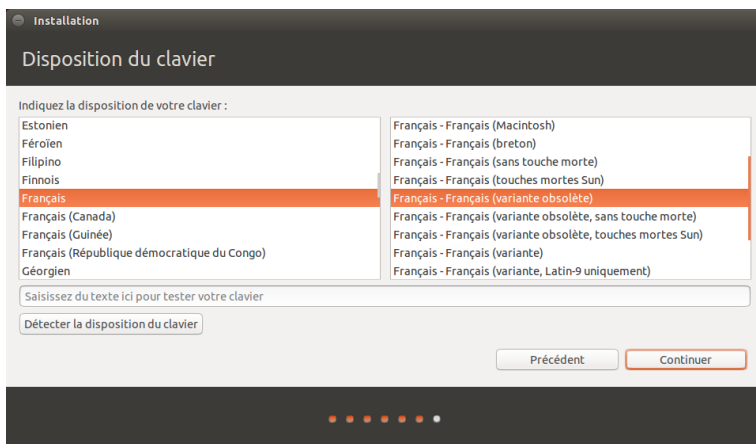 Installation
Disposition du clavier
Indiquez la disposition de votre clavier :
Estonien
Féroïen
Filipino
Finnois
Français
Français (Canada)
Français (Guinée)
Français (République démocratique du Congo)
Géorgien
Français - Français (Macintosh)
Français - Français (breton)
Français - Français (sans touche morte)
Français - Français (touches mortes Sun)
Français - Français (variante obsolète)
Français - Français (variante obsolète, sans touche morte)
Français - Français (variante obsolète, touches mortes Sun)
Français - Français (variante)
Français - Français (variante, Latin-9 uniquement)
Saisissez du texte ici pour tester votre clavier
Détecter la disposition du clavier
Précédent
Continuer